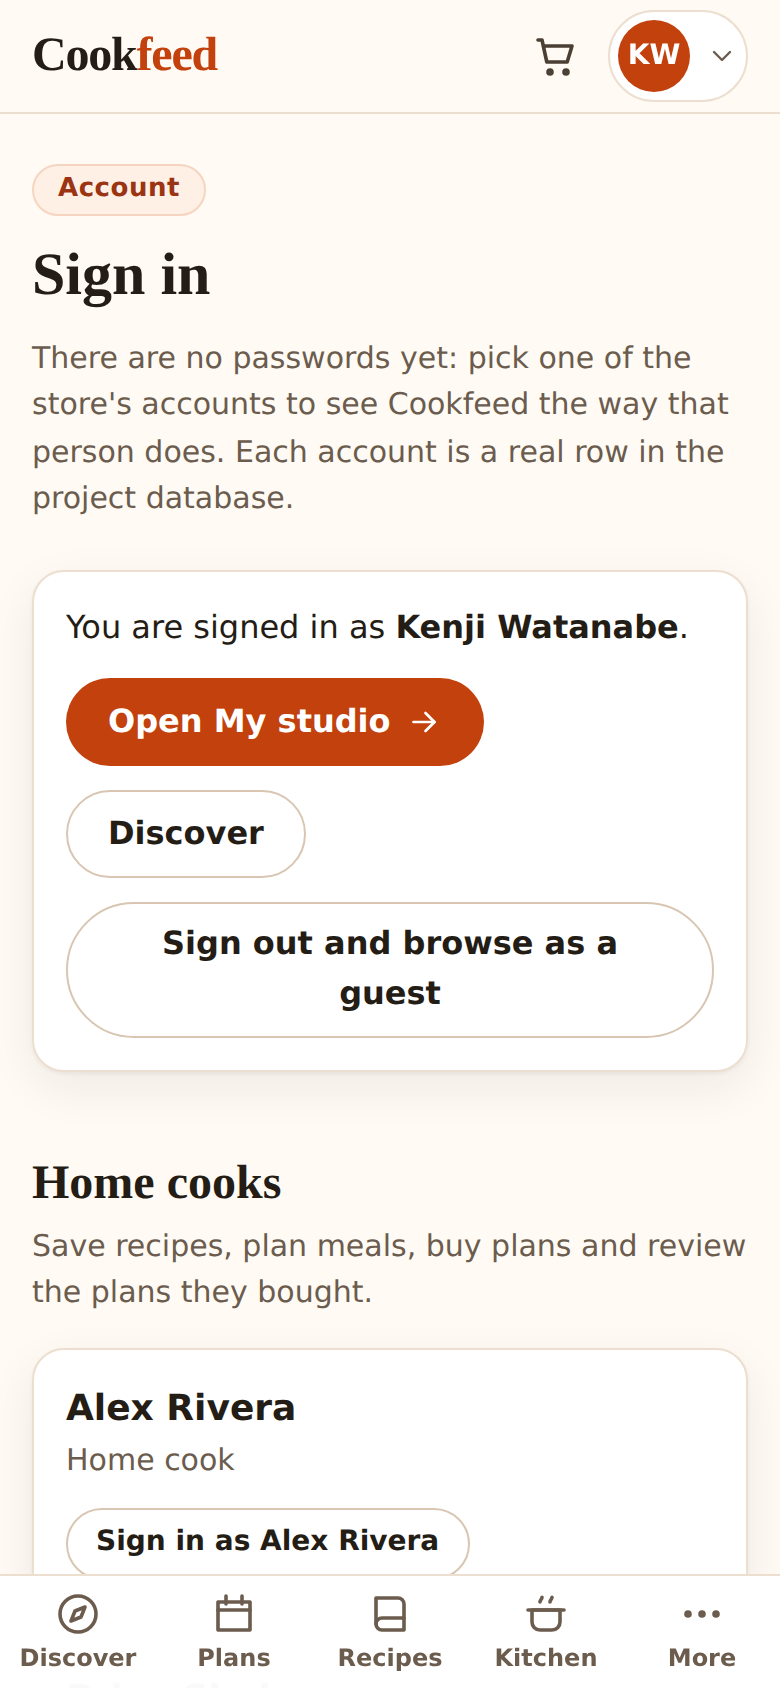 Cookfeed
KW
Account
Sign in
There are no passwords yet: pick one of the
store's accounts to see Cookfeed the way that
person does. Each account is a real row in the
project database.
You are signed in as Kenji Watanabe.
Open My studio →
Discover
Sign out and browse as a
guest
Home cooks
Save recipes, plan meals, buy plans and review
the plans they bought.
Alex Rivera
Home cook
Sign in as Alex Rivera
Discover
Plans
Recipes
Kitchen
More